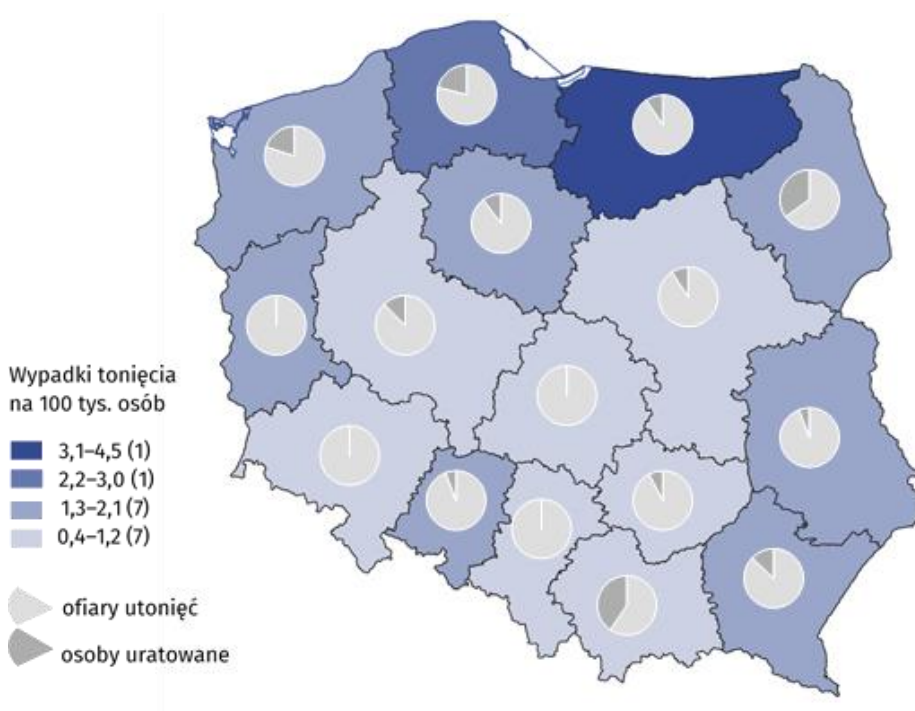 Wypadki tonięcia
na 100 tys. osób
3,1–4,5 (1)
2,2–3,0 (1)
1,3–2,1 (7)
0,4–1,2 (7)
ofiary utonięć
osoby uratowane